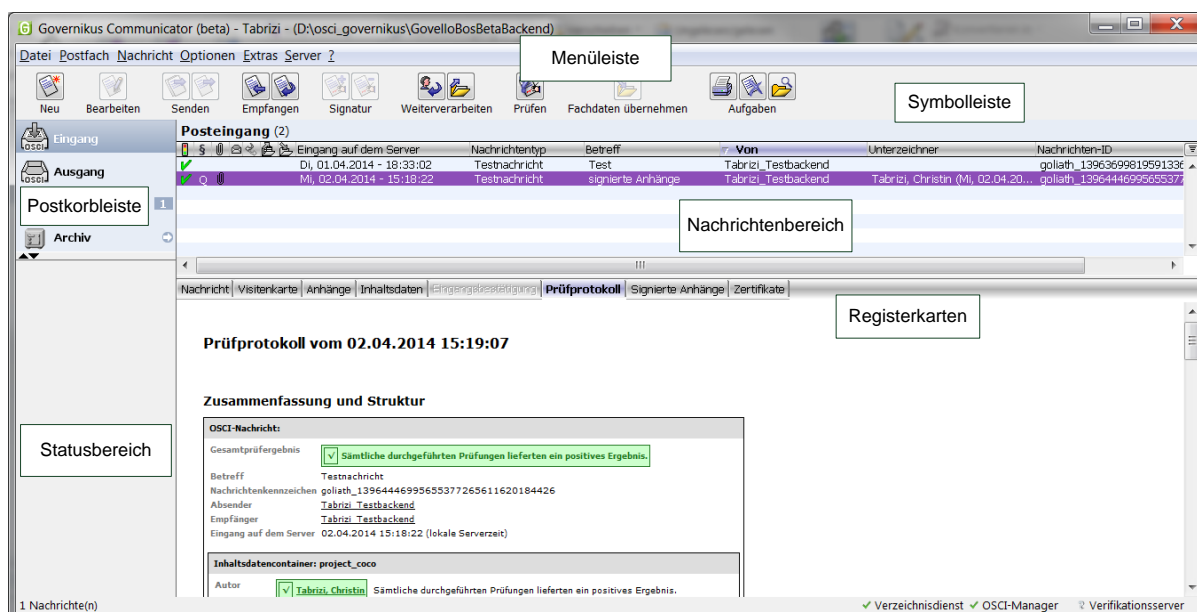 Governikus Communicator (beta) - Tabrizi - (D:\osci_governikus\GovelloBosBetaBackend)
Datei Postfach Nachricht Optionen Extras Server ?
Menüleiste
Neu Bearbeiten Senden Empfangen Signatur Weiterverarbeiten Prüfen Fachdaten übernehmen Aufgaben
Symbolleiste
Eingang
Ausgang
Postkorbleiste 1
Archiv
Posteingang (2)
§ Eingang auf dem Server Nachrichtentyp Betreff Von Unterzeichner Nachrichten-ID
Di, 01.04.2014 - 18:33:02 Testnachricht Test Tabrizi_Testbackend goliath_13963699819591336
Q Mi, 02.04.2014 - 15:18:22 Testnachricht signierte Anhänge Tabrizi_Testbackend Tabrizi, Christin (Mi, 02.04.20... goliath_13964446995655377
Nachrichtenbereich
Nachricht Visitenkarte Anhänge Inhaltsdaten Eingangsbestätigung Prüfprotokoll Signierte Anhänge Zertifikate
Registerkarten
Prüfprotokoll vom 02.04.2014 15:19:07
Zusammenfassung und Struktur
OSCI-Nachricht:
Gesamtprüfergebnis √ Sämtliche durchgeführten Prüfungen lieferten ein positives Ergebnis.
Statusbereich
Betreff Testnachricht
Nachrichtenkennzeichen goliath_13964446995655377265611620184426
Absender Tabrizi_Testbackend
Empfänger Tabrizi_Testbackend
Eingang auf dem Server 02.04.2014 15:18:22 (lokale Serverzeit)
Inhaltsdatencontainer: project_coco
Autor √ Tabrizi, Christin Sämtliche durchgeführten Prüfungen lieferten ein positives Ergebnis.
1 Nachrichte(n) Verzeichnisdienst OSCI-Manager Verifikationsserver